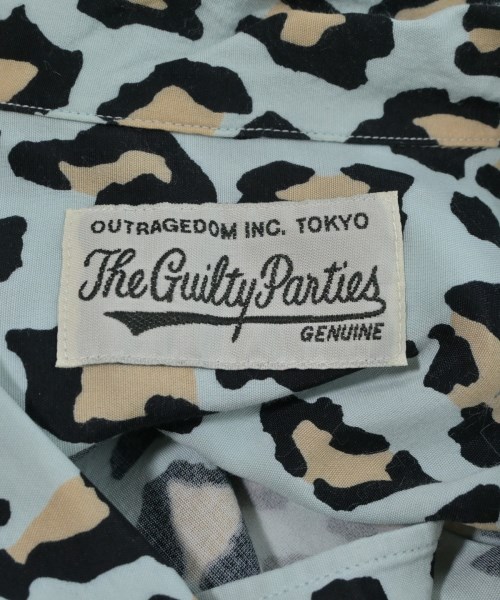 OUTRAGEDOM INC. TOKYO
The Guilty Parties
GENUINE